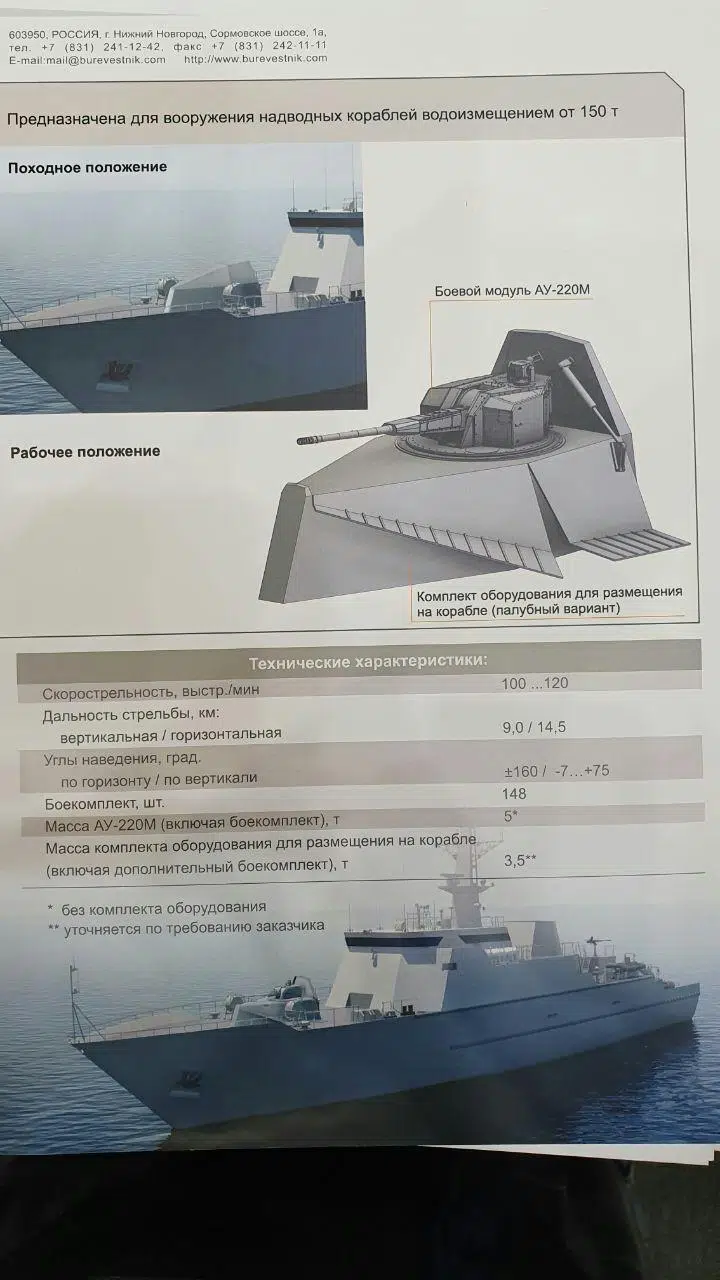 603950, РОССИЯ, г. Нижний Новгород, Сормовское шоссе, 1а,
тел. +7 (831) 241-12-42, факс +7 (831) 242-11-11
E-mail:mail@burevestnik.com http://www.burevestnik.com
Предназначена для вооружения надводных кораблей водоизмещением от 150 т
Походное положение
Боевой модуль АУ-220М
Рабочее положение
Комплект оборудования для размещения
на корабле (палубный вариант)
Технические характеристики:
Скорострельность, выстр./мин 100 ...120
Дальность стрельбы, км:
вертикальная / горизонтальная 9,0 / 14,5
Углы наведения, град.
по горизонту / по вертикали ±160 / -7...+75
Боекомплект, шт. 148
Масса АУ-220М (включая боекомплект), т 5*
Масса комплекта оборудования для размещения на корабле
(включая дополнительный боекомплект), т 3,5**
* без комплекта оборудования
** уточняется по требованию заказчика